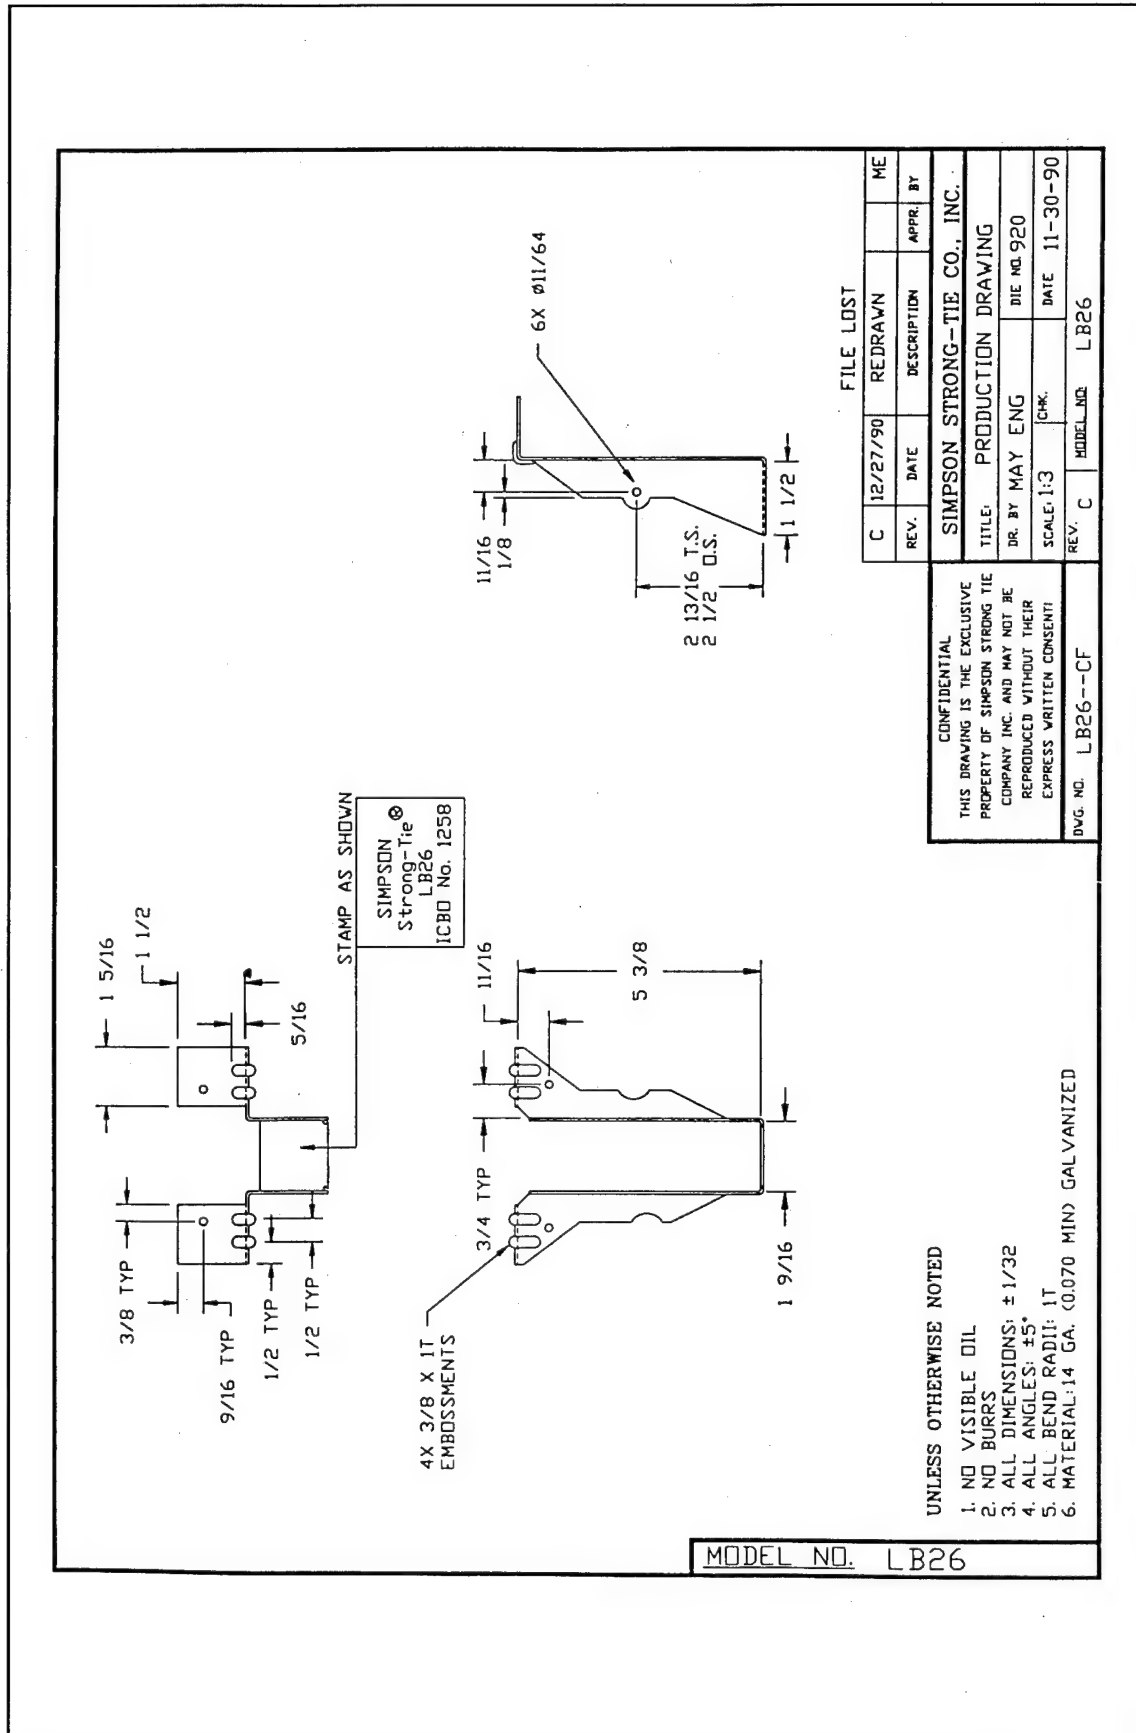 3/8 TYP
9/16 TYP
1/2 TYP
1/2 TYP
1 5/16
1 1/2
5/16
STAMP AS SHOWN
SIMPSON
Strong-Tie®
LB26
ICBO No. 1258
4X 3/8 X 1T
EMBOSSMENTS
3/4 TYP
11/16
5 3/8
1 9/16
11/16
1/8
6X ø11/64
2 13/16 T.S.
2 1/2 O.S.
1 1/2
UNLESS OTHERWISE NOTED
1. NO VISIBLE OIL
2. NO BURRS
3. ALL DIMENSIONS: ±1/32
4. ALL ANGLES: ±5°
5. ALL BEND RADII: 1T
6. MATERIAL:14 GA. (0.070 MIN) GALVANIZED
FILE LOST
C 12/27/90 REDRAWN ME
REV. DATE DESCRIPTION APPR. BY
SIMPSON STRONG-TIE CO., INC.
TITLE: PRODUCTION DRAWING
DR. BY MAY ENG DIE NO. 920
SCALE: 1:3 CHK. DATE 11-30-90
REV. C MODEL NO. LB26
CONFIDENTIAL
THIS DRAWING IS THE EXCLUSIVE
PROPERTY OF SIMPSON STRONG TIE
COMPANY INC. AND MAY NOT BE
REPRODUCED WITHOUT THEIR
EXPRESS WRITTEN CONSENT!
DWG. NO. LB26--CF
MODEL NO. LB26